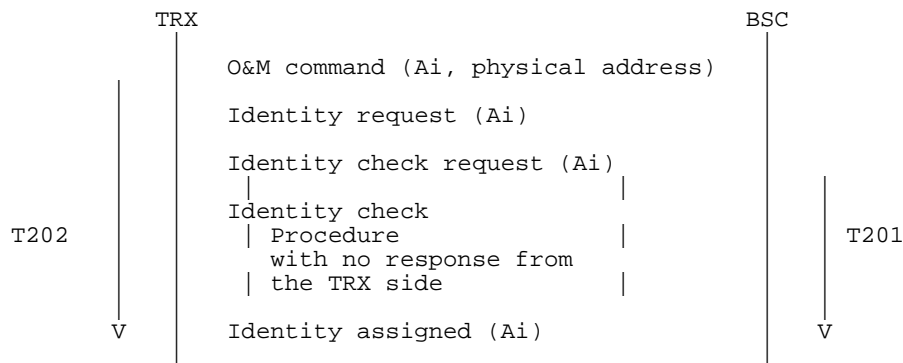 TRX BSC
O&M command (Ai, physical address)
Identity request (Ai)
Identity check request (Ai)
Identity check
T202 Procedure T201
with no response from
the TRX side
V Identity assigned (Ai) V